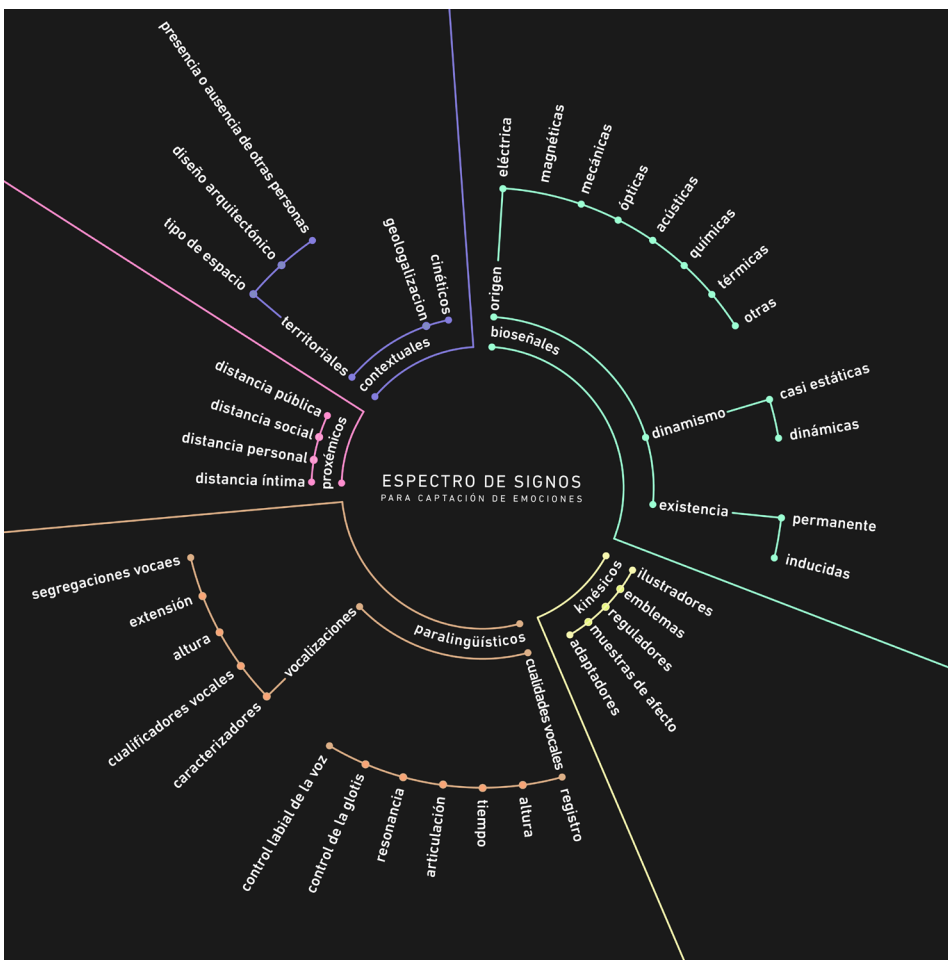 ESPECTRO DE SIGNOS
PARA CAPTACIÓN DE EMOCIONES
bioseñales
origen
eléctrica
magnéticas
mecánicas
ópticas
acústicas
químicas
térmicas
otras
dinamismo
casi estáticas
dinámicas
existencia
permanente
inducidas
kinésicos
ilustradores
emblemas
reguladores
muestras de afecto
adaptadores
paralingüísticos
cualidades vocales
registro
altura
tiempo
articulación
resonancia
control de la glotis
control labial de la voz
vocalizaciones
caracterizadores
cualificadores vocales
altura
extensión
segregaciones vocaes
proxémicos
distancia íntima
distancia personal
distancia social
distancia pública
contextuales
territoriales
tipo de espacio
diseño arquitectónico
presencia o ausencia de otras personas
geologalizacion
cinéticos